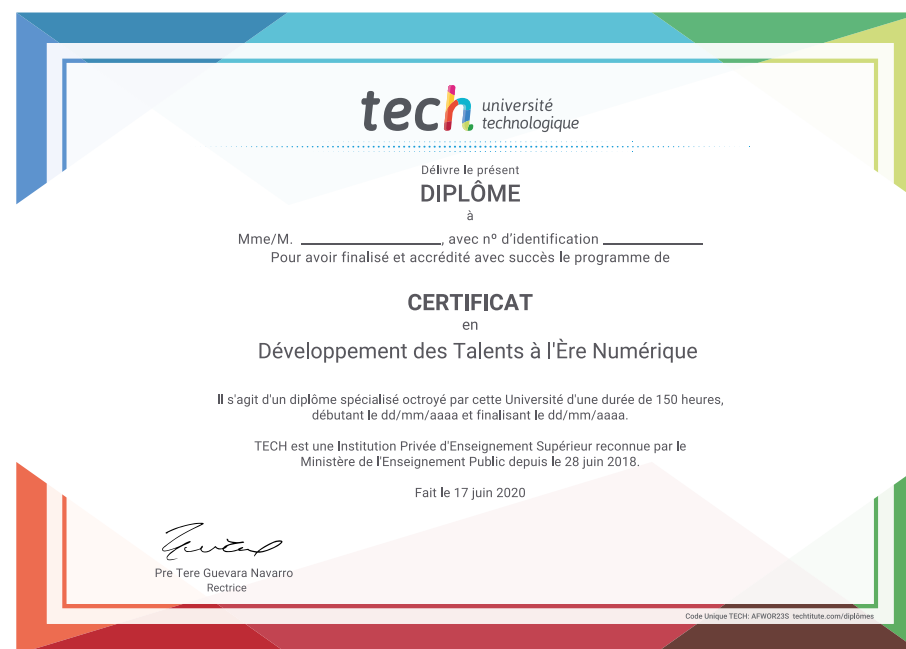 tech université
technologique
Délivre le présent
DIPLÔME
à
Mme/M. ____________________, avec nº d'identification ______________
Pour avoir finalisé et accrédité avec succès le programme de
CERTIFICAT
en
Développement des Talents à l'Ère Numérique
Il s'agit d'un diplôme spécialisé octroyé par cette Université d'une durée de 150 heures,
débutant le dd/mm/aaaa et finalisant le dd/mm/aaaa.
TECH est une Institution Privée d'Enseignement Supérieur reconnue par le
Ministère de l'Enseignement Public depuis le 28 juin 2018.
Fait le 17 juin 2020
Pre Tere Guevara Navarro
Rectrice
Code Unique TECH: AFWOR23S techtitute.com/diplômes